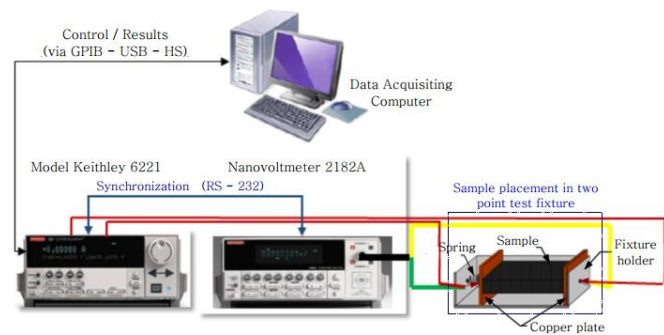 Control / Results
(via GPIB - USB - HS)
Data Acquisiting
Computer
Model Keithley 6221
Nanovoltmeter 2182A
Synchronization (RS - 232)
Sample placement in two
point test fixture
Spring
Sample
Fixture
holder
Copper plate